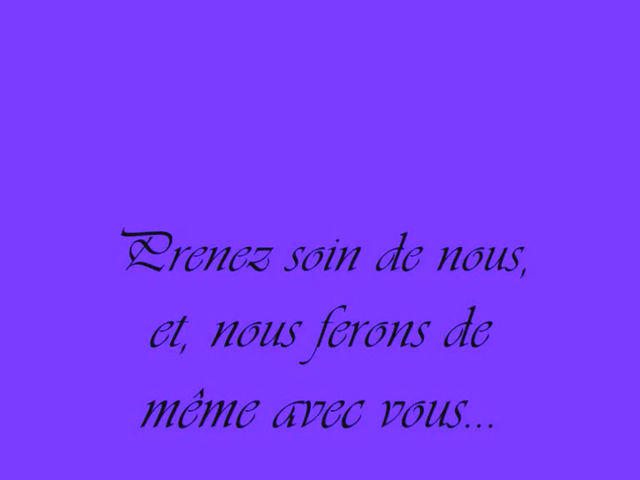 Prenez soin de nous,
et, nous ferons de
même avec vous...